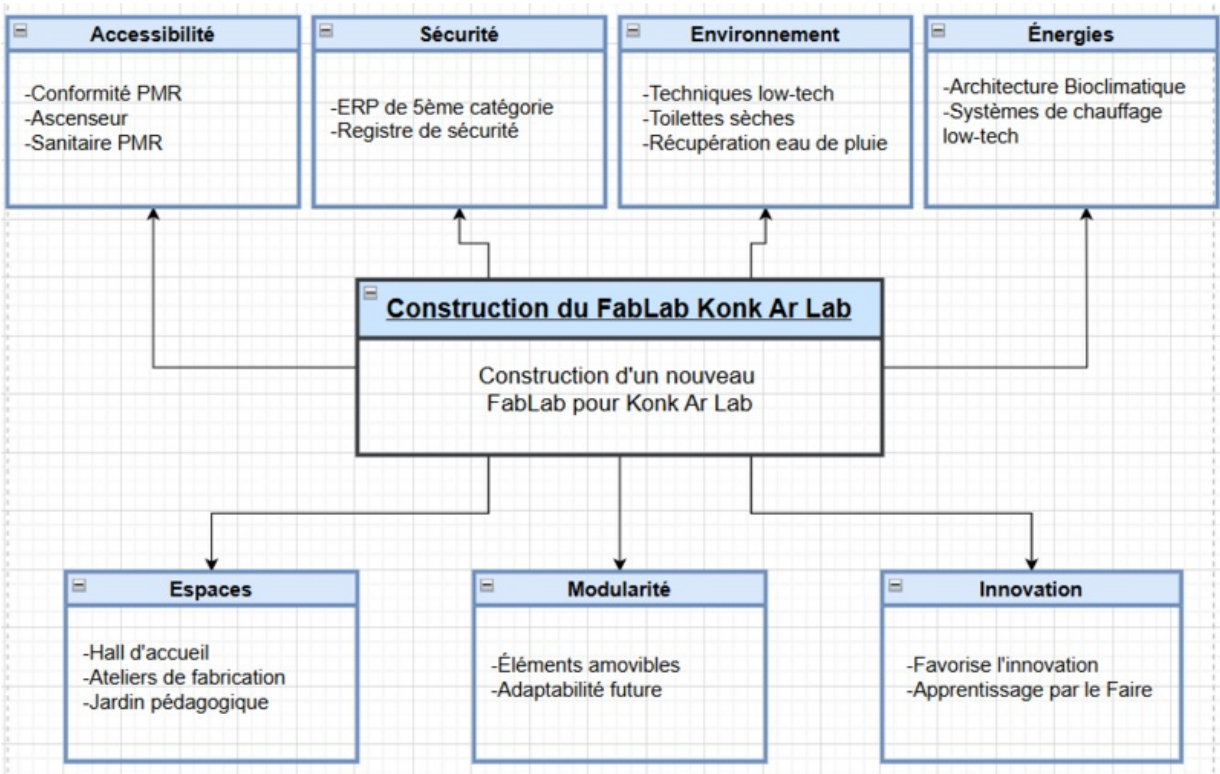 Accessibilité
-Conformité PMR
-Ascenseur
-Sanitaire PMR
Sécurité
-ERP de 5ème catégorie
-Registre de sécurité
Environnement
-Techniques low-tech
-Toilettes sèches
-Récupération eau de pluie
Énergies
-Architecture Bioclimatique
-Systèmes de chauffage
low-tech
Construction du FabLab Konk Ar Lab
Construction d'un nouveau
FabLab pour Konk Ar Lab
Espaces
-Hall d'accueil
-Ateliers de fabrication
-Jardin pédagogique
Modularité
-Éléments amovibles
-Adaptabilité future
Innovation
-Favorise l'innovation
-Apprentissage par le Faire